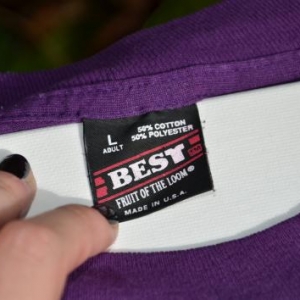 50% COTTON
50% POLYESTER
L
ADULT
BEST
FRUIT OF THE LOOM®
MADE IN U.S.A.